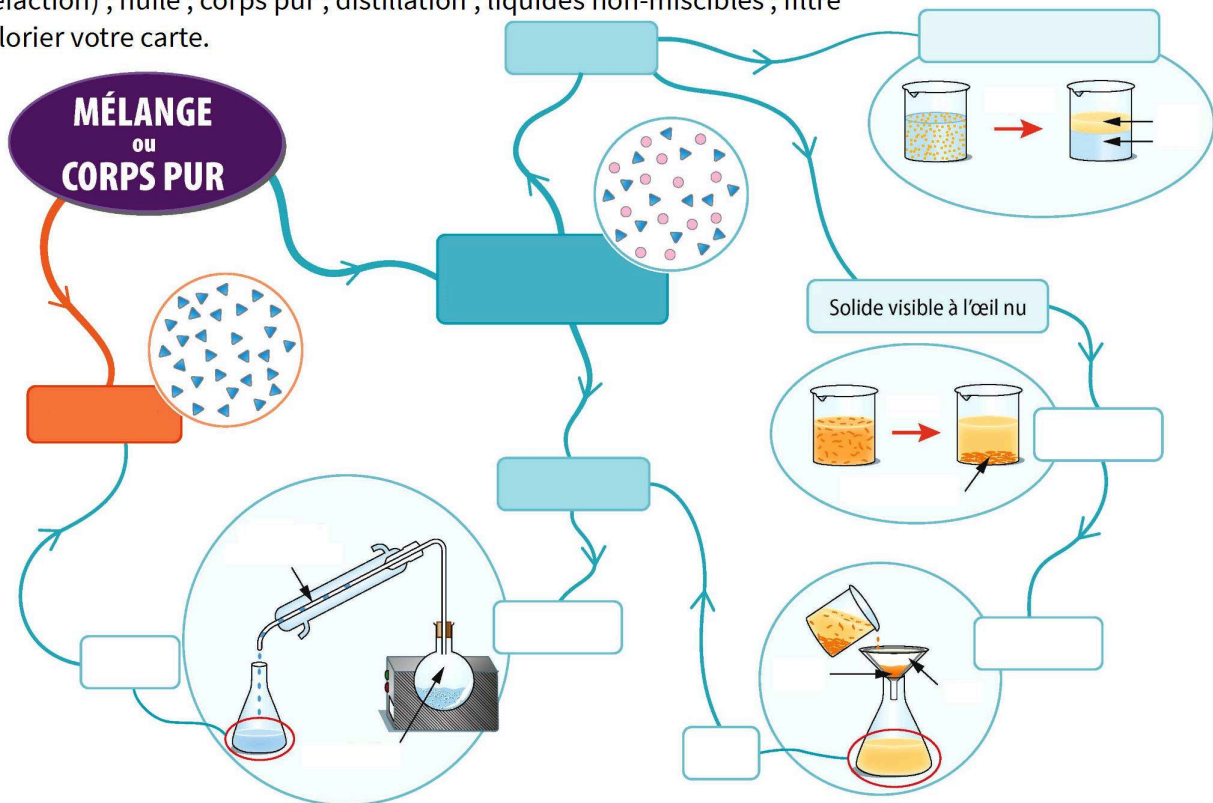 ; huile ; corps pur ; distillation ; liquides non-miscibles ; filtre
lorier votre carte.
MÉLANGE
ou
CORPS PUR
Solide visible à l'œil nu